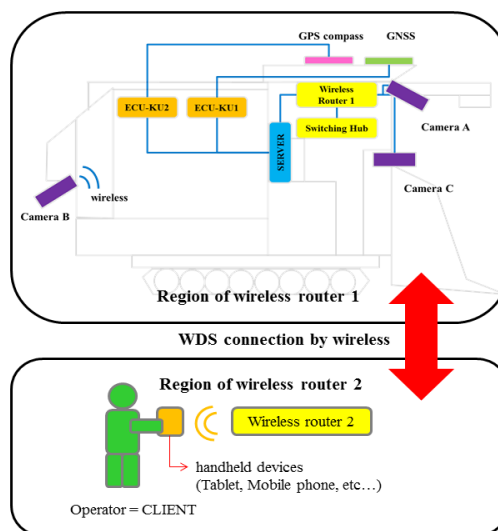 GPS compass
GNSS
ECU-KU2
ECU-KU1
Wireless
Router 1
Switching Hub
SERVER
Camera A
Camera C
wireless
Camera B
Region of wireless router 1
WDS connection by wireless
Region of wireless router 2
Wireless router 2
handheld devices
(Tablet, Mobile phone, etc…)
Operator = CLIENT